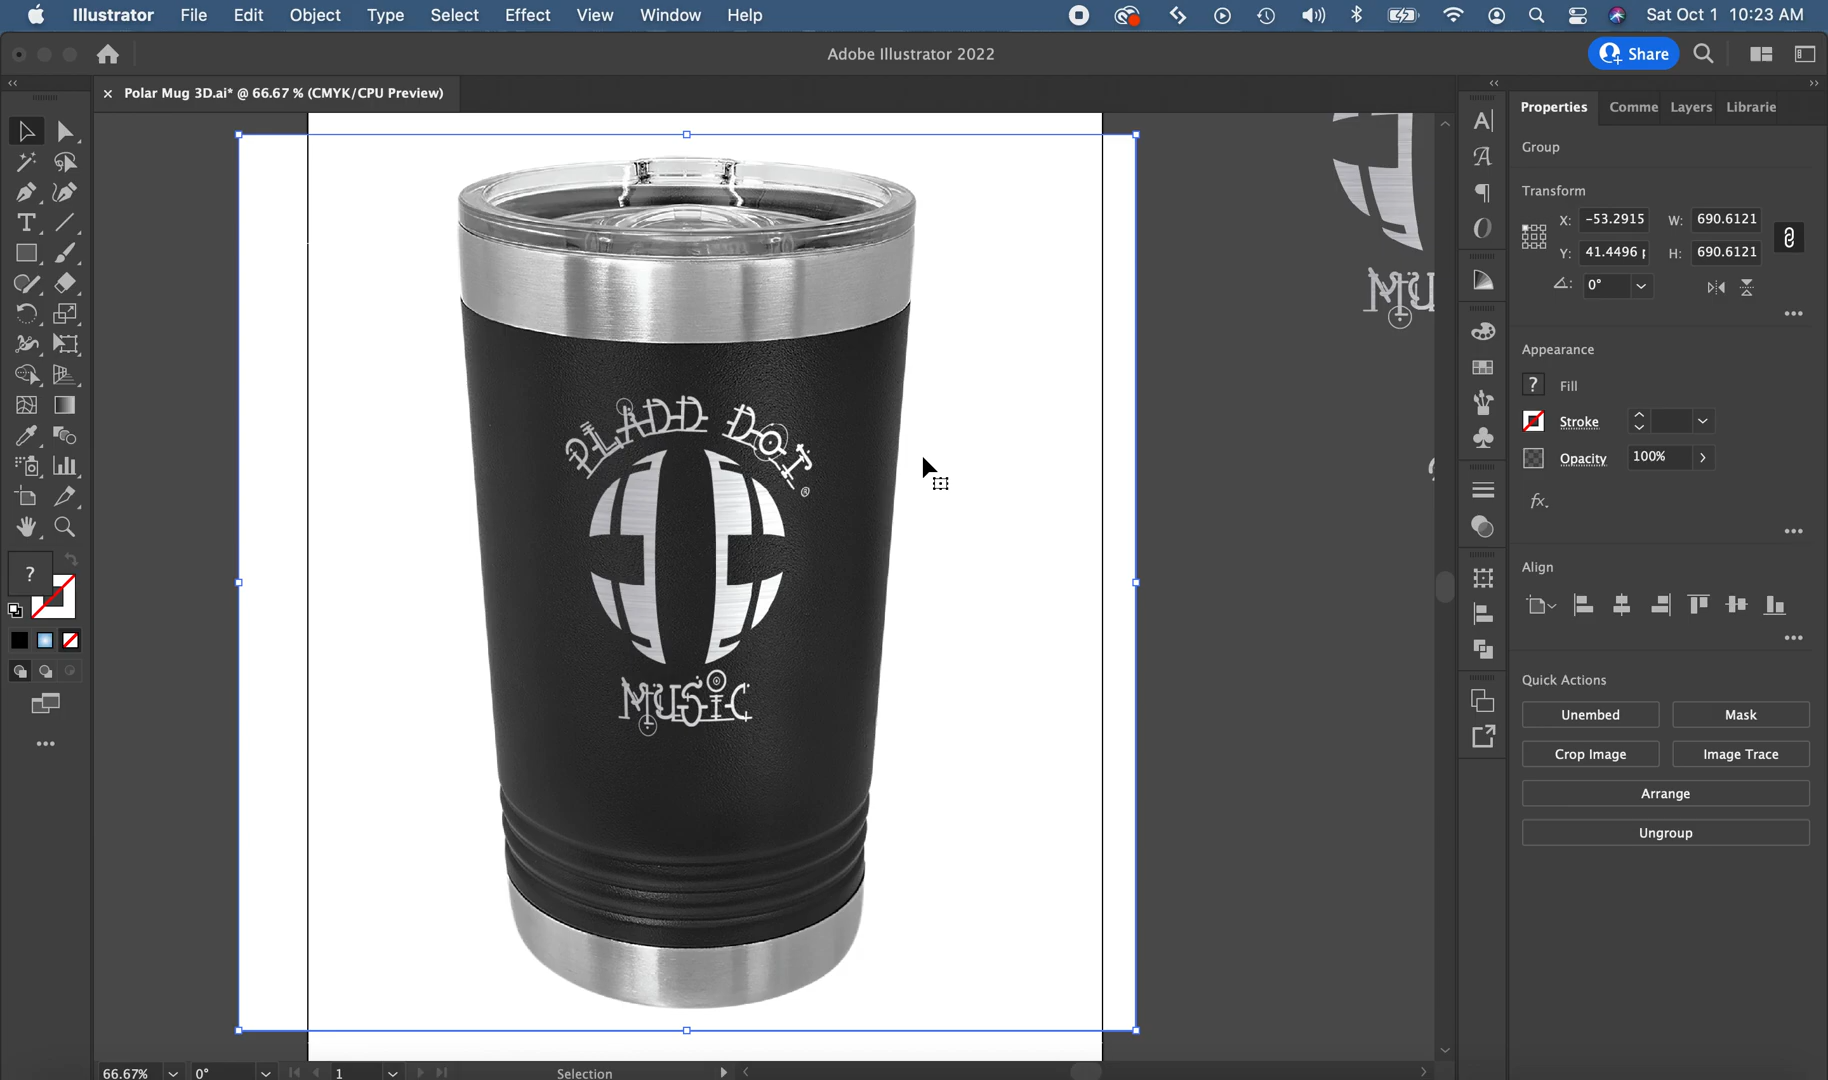 Illustrator File Edit Object Type Select Effect View Window Help Sat Oct 1 10:23 AM
Adobe Illustrator 2022
Share
× Polar Mug 3D.ai* @ 66.67 % (CMYK/CPU Preview)
Properties Comme Layers Librarie
Group
Transform
X: -53.2915 W: 690.6121
Y: 41.4496 H: 690.6121
0°
Appearance
? Fill
Stroke
Opacity 100%
fx.
Align
Quick Actions
Unembed Mask
Crop Image Image Trace
Arrange
Ungroup
?
PLADD DOT
®
MUSIC
MU
66.67% 0° 1 Selection